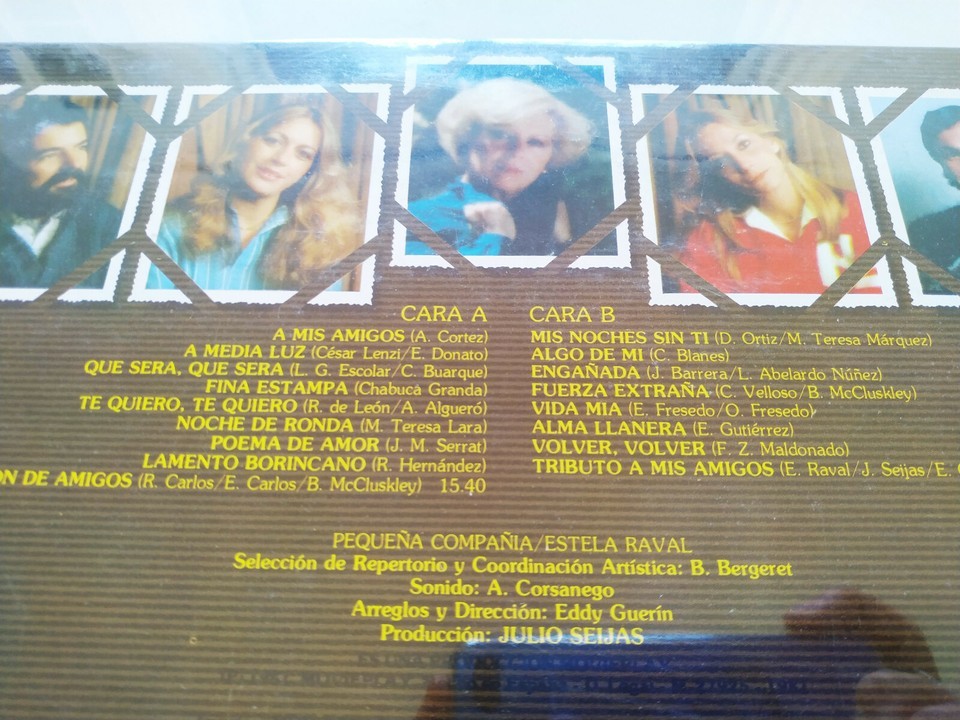 CARA A
A MIS AMIGOS (A. Cortez)
A MEDIA LUZ (César Lenzi/E. Donato)
QUE SERA, QUE SERA (L. G. Escolar/C. Buarque)
FINA ESTAMPA (Chabuca Granda)
TE QUIERO, TE QUIERO (R. de León/A. Algueró)
NOCHE DE RONDA (M. Teresa Lara)
POEMA DE AMOR (J. M. Serrat)
LAMENTO BORINCANO (R. Hernández)
ON DE AMIGOS (R. Carlos/E. Carlos/B. McCluskley) 15.40
CARA B
MIS NOCHES SIN TI (D. Ortiz/M. Teresa Márquez)
ALGO DE MI (C. Blanes)
ENGAÑADA (J. Barrera/L. Abelardo Núñez)
FUERZA EXTRAÑA (C. Velloso/B. McCluskley)
VIDA MIA (E. Fresedo/O. Fresedo)
ALMA LLANERA (E. Gutiérrez)
VOLVER, VOLVER (F. Z. Maldonado)
TRIBUTO A MIS AMIGOS (E. Raval/J. Seijas/E.
PEQUEÑA COMPAÑIA/ESTELA RAVAL
Selección de Repertorio y Coordinación Artística: B. Bergeret
Sonido: A. Corsanego
Arreglos y Dirección: Eddy Guerín
Producción: JULIO SEIJAS